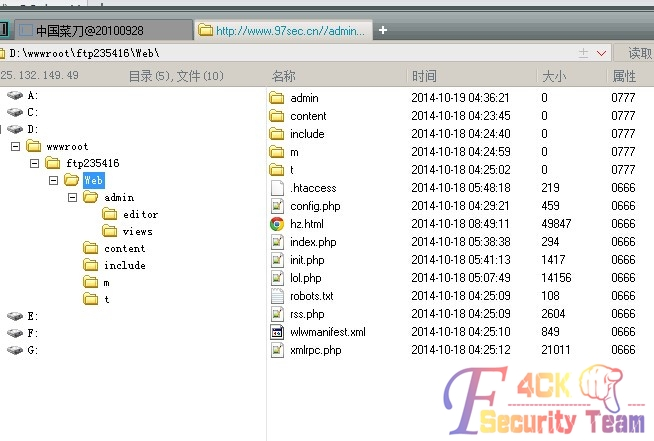 中国菜刀@20100928
http://www.97sec.cn//admin...
+
D:\wwwroot\ftp235416\Web\
读取
25.132.149.49
目录(5),文件(10)
名称 时间 大小 属性
A:
C:
D:
wwwroot
ftp235416
Web
admin
editor
views
content
include
m
t
E:
F:
G:
admin 2014-10-19 04:36:21 0 0777
content 2014-10-18 04:23:45 0 0777
include 2014-10-18 04:24:40 0 0777
m 2014-10-18 04:24:59 0 0777
t 2014-10-18 04:25:02 0 0777
.htaccess 2014-10-18 05:48:18 219 0666
config.php 2014-10-18 04:29:21 459 0666
hz.html 2014-10-18 08:49:11 49847 0666
index.php 2014-10-18 05:38:38 294 0666
init.php 2014-10-18 05:41:13 1417 0666
lol.php 2014-10-18 05:07:49 14156 0666
robots.txt 2014-10-18 04:25:09 108 0666
rss.php 2014-10-18 04:25:09 2604 0666
wlwmanifest.xml 2014-10-18 04:25:10 849 0666
xmlrpc.php 2014-10-18 04:25:12 21011 0666
F4CK
Security Team